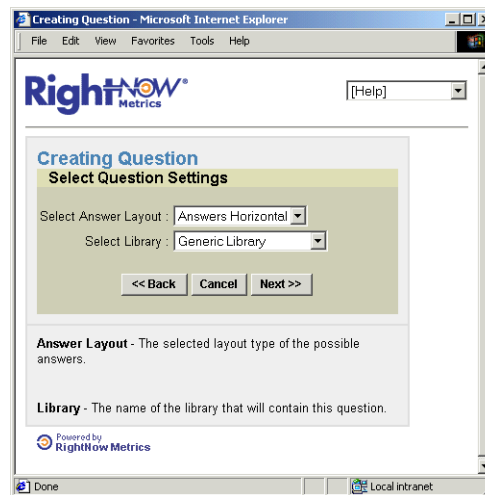 Creating Question - Microsoft Internet Explorer
File Edit View Favorites Tools Help
RightNOW®
Metrics
[Help]
Creating Question
Select Question Settings
Select Answer Layout : Answers Horizontal
Select Library : Generic Library
<< Back Cancel Next >>
Answer Layout - The selected layout type of the possible
answers.
Library - The name of the library that will contain this question.
Powered by
RightNow Metrics
Done Local intranet